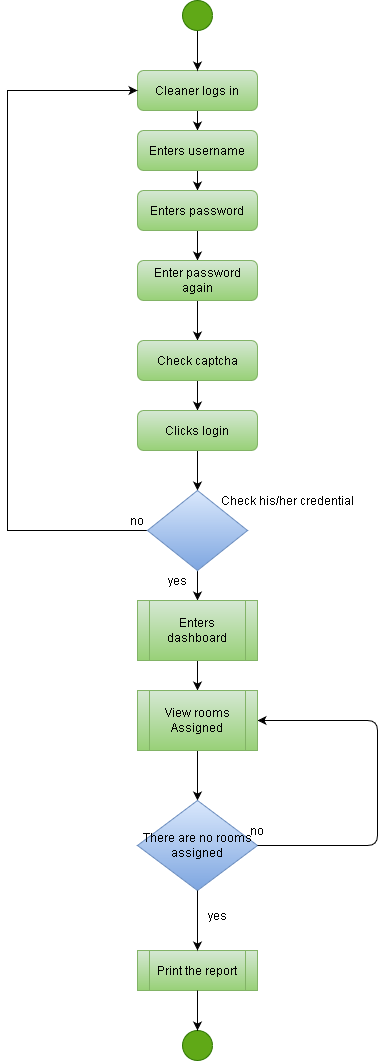 Cleaner logs in
Enters username
Enters password
Enter password
again
Check captcha
Clicks login
Check his/her credential
no
yes
Enters
dashboard
View rooms
Assigned
There are no rooms
assigned
no
yes
Print the report